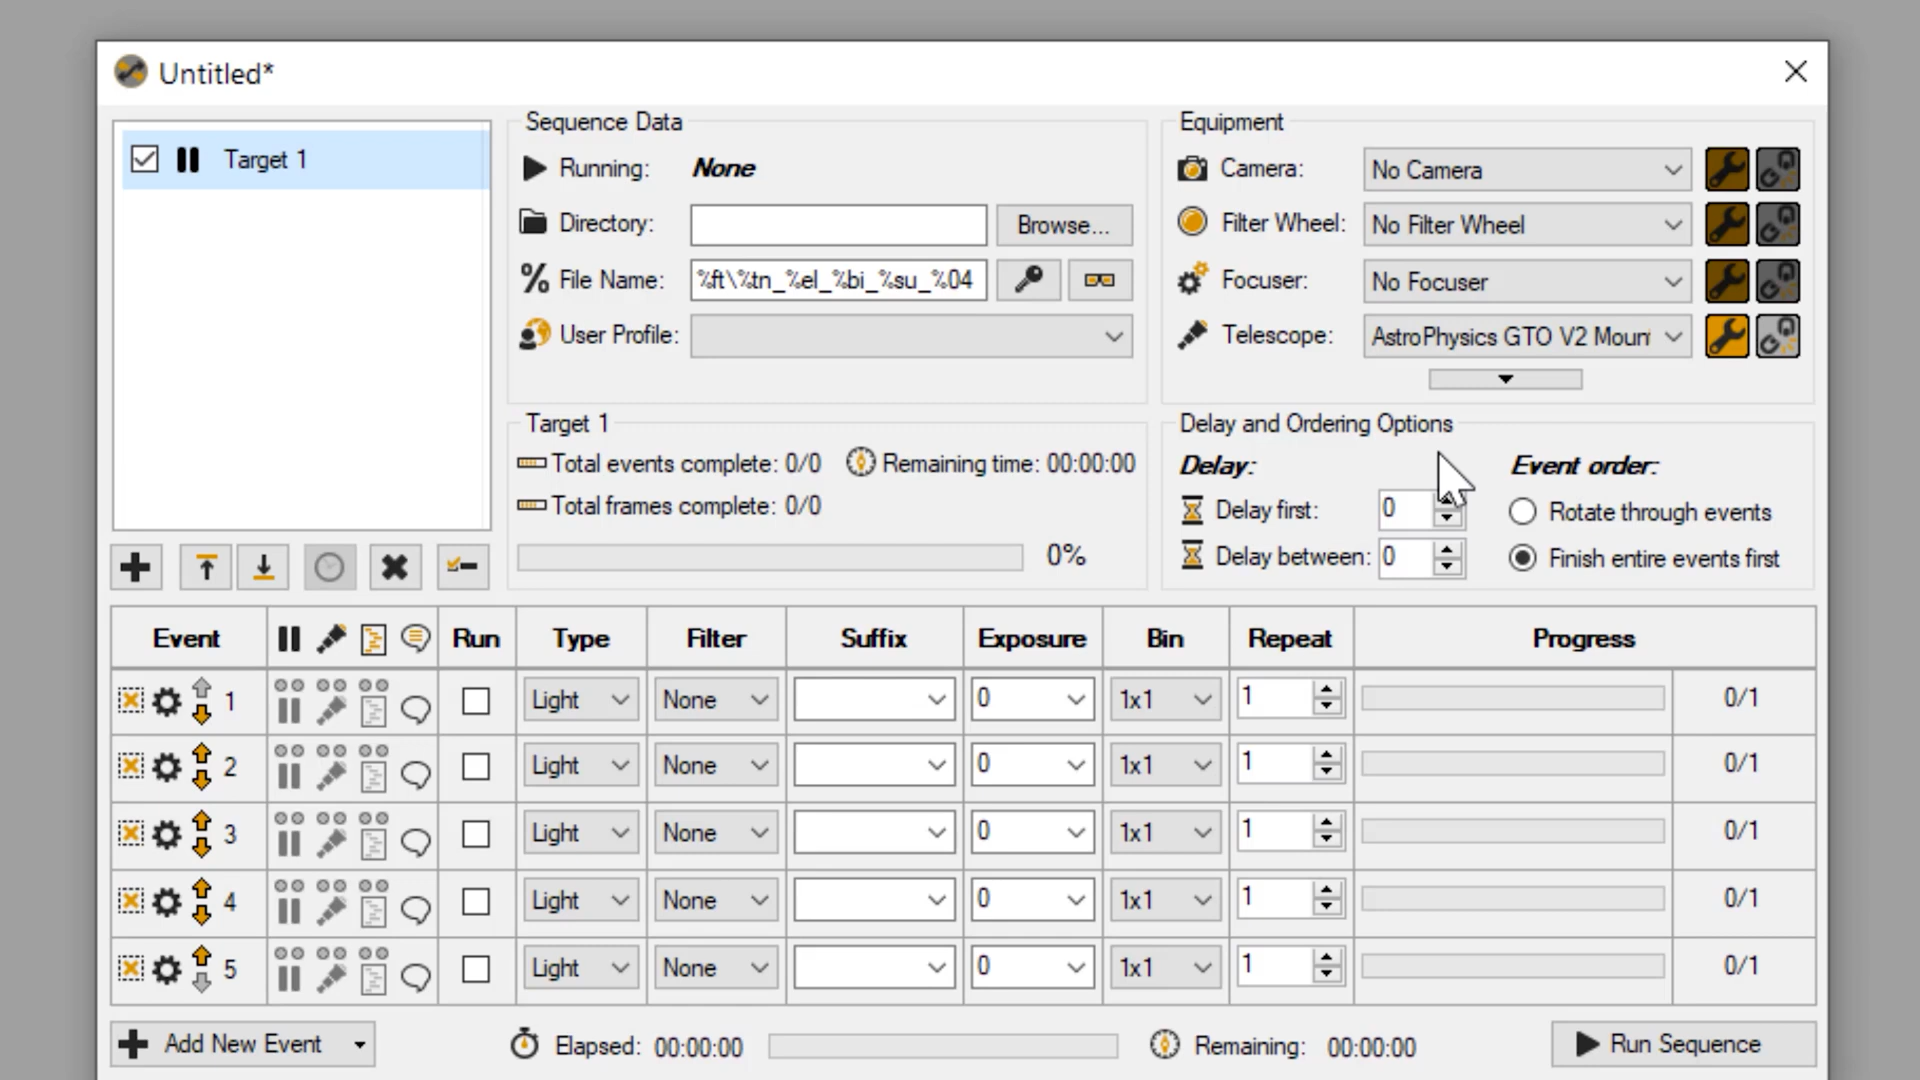 Untitled*
Target 1
Sequence Data
Running: None
Directory: Browse...
% File Name: %ft\%tn_%el_%bi_%su_%04
User Profile:
Equipment
Camera: No Camera
Filter Wheel: No Filter Wheel
Focuser: No Focuser
Telescope: AstroPhysics GTO V2 Moun
Target 1
Total events complete: 0/0 Remaining time: 00:00:00
Total frames complete: 0/0
0%
Delay and Ordering Options
Delay: Event order:
Delay first: 0 Rotate through events
Delay between: 0 Finish entire events first
Event Run Type Filter Suffix Exposure Bin Repeat Progress
1 Light None 0 1x1 1 0/1
2 Light None 0 1x1 1 0/1
3 Light None 0 1x1 1 0/1
4 Light None 0 1x1 1 0/1
5 Light None 0 1x1 1 0/1
Add New Event Elapsed: 00:00:00 Remaining: 00:00:00 Run Sequence